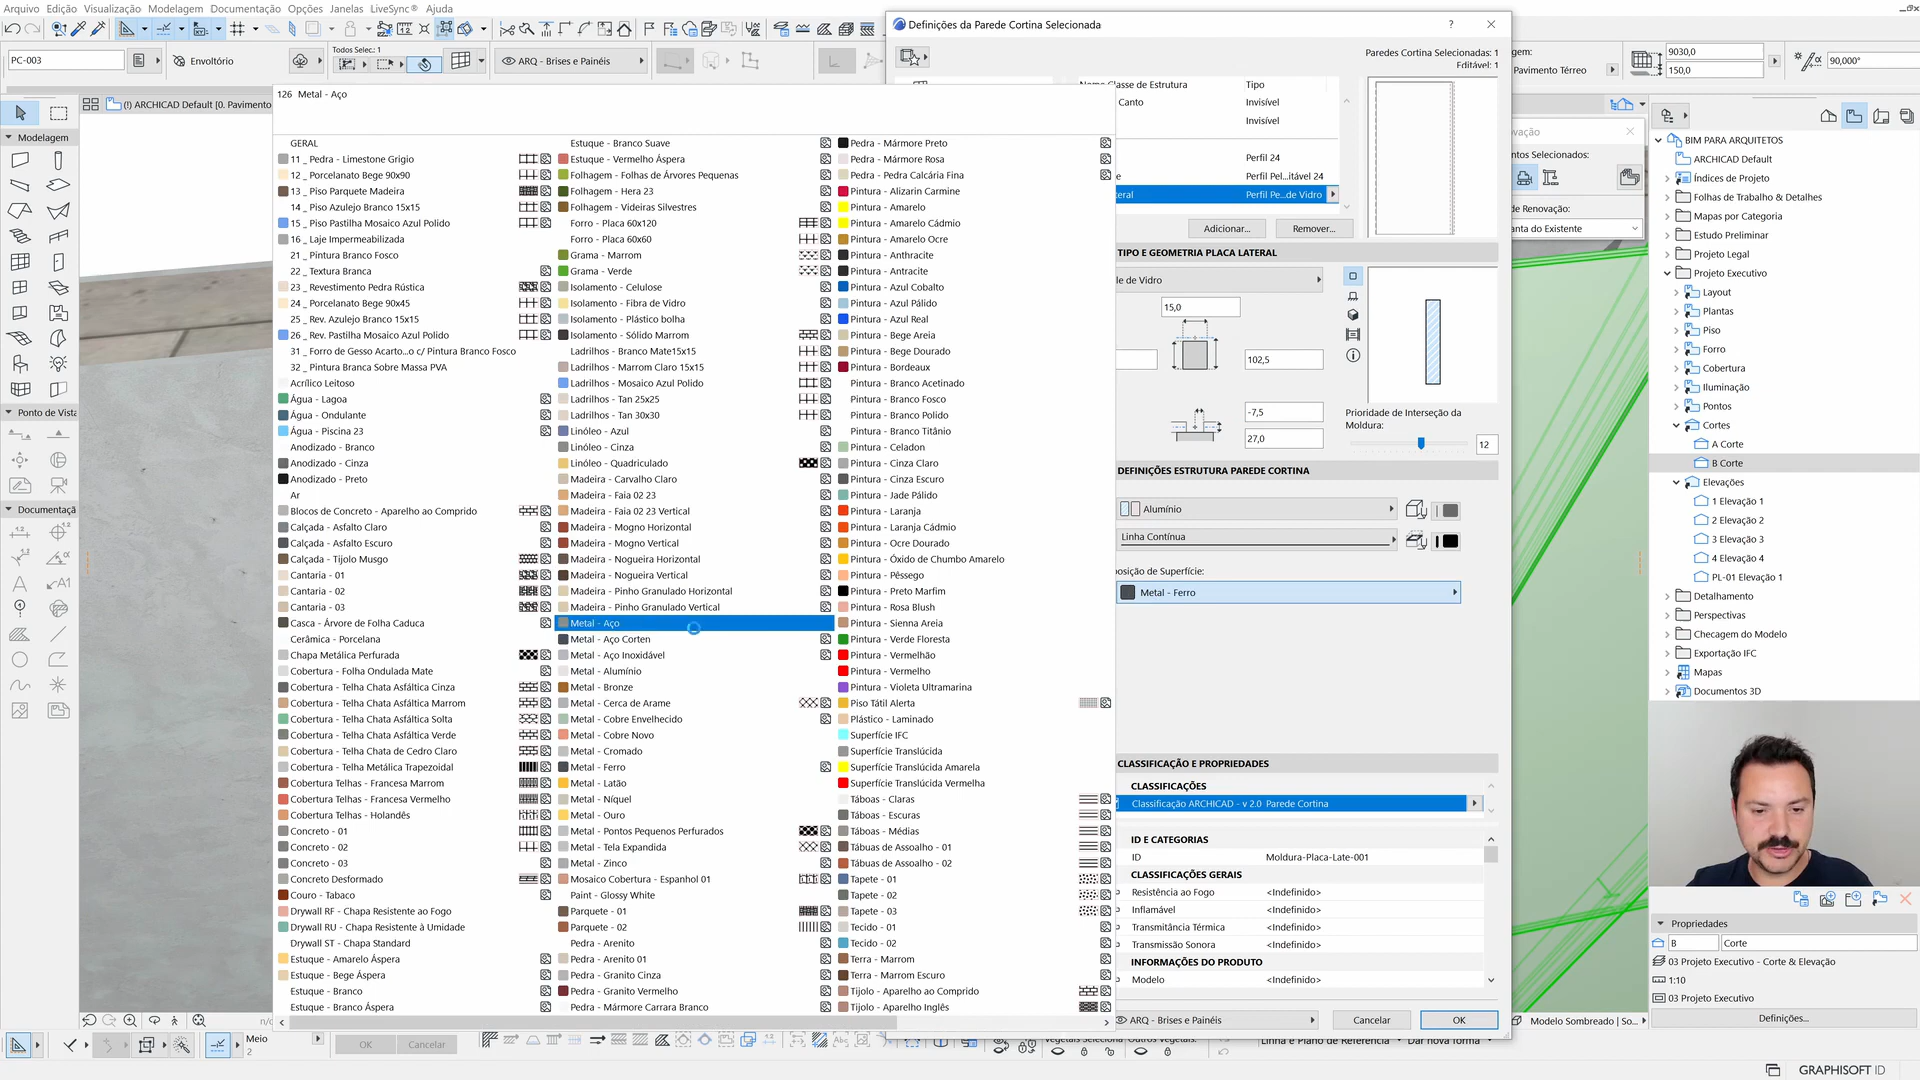 Arquivo Edição Visualização Modelagem Documentação Opções Janelas LiveSync® Ajuda
Definições da Parede Cortina Selecionada
PC-003
Envoltório
Todos Selec.: 1
ARQ - Brises e Painéis
Paredes Cortina Selecionadas: 1
Editável: 1
Pavimento Térreo
9030,0
150,0
90,000°
(!) ARCHICAD Default [0. Pavimento
126 Metal - Aço
Modelagem
Ponto de Vista
Documentaçã
GERAL
11 _ Pedra - Limestone Grigio
12 _ Porcelanato Bege 90x90
13 _ Piso Parquete Madeira
14 _ Piso Azulejo Branco 15x15
15 _ Piso Pastilha Mosaico Azul Polido
16 _ Laje Impermeabilizada
21 _ Pintura Branco Fosco
22 _ Textura Branca
23 _ Revestimento Pedra Rústica
24 _ Porcelanato Bege 90x45
25 _ Rev. Azulejo Branco 15x15
26 _ Rev. Pastilha Mosaico Azul Polido
31 _ Forro de Gesso Acarto...o c/ Pintura Branco Fosco
32 _ Pintura Branca Sobre Massa PVA
Acrílico Leitoso
Água - Lagoa
Água - Ondulante
Água - Piscina 23
Anodizado - Branco
Anodizado - Cinza
Anodizado - Preto
Ar
Blocos de Concreto - Aparelho ao Comprido
Calçada - Asfalto Claro
Calçada - Asfalto Escuro
Calçada - Tijolo Musgo
Cantaria - 01
Cantaria - 02
Cantaria - 03
Casca - Árvore de Folha Caduca
Cerâmica - Porcelana
Chapa Metálica Perfurada
Cobertura - Folha Ondulada Mate
Cobertura - Telha Chata Asfáltica Cinza
Cobertura - Telha Chata Asfáltica Marrom
Cobertura - Telha Chata Asfáltica Solta
Cobertura - Telha Chata Asfáltica Verde
Cobertura - Telha Chata de Cedro Claro
Cobertura - Telha Metálica Trapezoidal
Cobertura Telhas - Francesa Marrom
Cobertura Telhas - Francesa Vermelho
Cobertura Telhas - Holandês
Concreto - 01
Concreto - 02
Concreto - 03
Concreto Desformado
Couro - Tabaco
Drywall RF - Chapa Resistente ao Fogo
Drywall RU - Chapa Resistente à Umidade
Drywall ST - Chapa Standard
Estuque - Amarelo Áspera
Estuque - Bege Áspera
Estuque - Branco
Estuque - Branco Áspera
Estuque - Branco Suave
Estuque - Vermelho Áspera
Folhagem - Folhas de Árvores Pequenas
Folhagem - Hera 23
Folhagem - Videiras Silvestres
Forro - Placa 60x120
Forro - Placa 60x60
Grama - Marrom
Grama - Verde
Isolamento - Celulose
Isolamento - Fibra de Vidro
Isolamento - Plástico bolha
Isolamento - Sólido Marrom
Ladrilhos - Branco Mate15x15
Ladrilhos - Marrom Claro 15x15
Ladrilhos - Mosaico Azul Polido
Ladrilhos - Tan 25x25
Ladrilhos - Tan 30x30
Linóleo - Azul
Linóleo - Cinza
Linóleo - Quadriculado
Madeira - Carvalho Claro
Madeira - Faia 02 23
Madeira - Faia 02 23 Vertical
Madeira - Mogno Horizontal
Madeira - Mogno Vertical
Madeira - Nogueira Horizontal
Madeira - Nogueira Vertical
Madeira - Pinho Granulado Horizontal
Madeira - Pinho Granulado Vertical
Metal - Aço
Metal - Aço Corten
Metal - Aço Inoxidável
Metal - Alumínio
Metal - Bronze
Metal - Cerca de Arame
Metal - Cobre Envelhecido
Metal - Cobre Novo
Metal - Cromado
Metal - Ferro
Metal - Latão
Metal - Níquel
Metal - Ouro
Metal - Pontos Pequenos Perfurados
Metal - Tela Expandida
Metal - Zinco
Mosaico Cobertura - Espanhol 01
Paint - Glossy White
Parquete - 01
Parquete - 02
Pedra - Arenito
Pedra - Arenito 01
Pedra - Granito Cinza
Pedra - Granito Vermelho
Pedra - Mármore Carrara Branco
Pedra - Mármore Preto
Pedra - Mármore Rosa
Pedra - Pedra Calcária Fina
Pintura - Alizarin Carmine
Pintura - Amarelo
Pintura - Amarelo Cádmio
Pintura - Amarelo Ocre
Pintura - Anthracite
Pintura - Antracite
Pintura - Azul Cobalto
Pintura - Azul Pálido
Pintura - Azul Real
Pintura - Bege Areia
Pintura - Bege Dourado
Pintura - Bordeaux
Pintura - Branco Acetinado
Pintura - Branco Fosco
Pintura - Branco Polido
Pintura - Branco Titânio
Pintura - Celadon
Pintura - Cinza Claro
Pintura - Cinza Escuro
Pintura - Jade Pálido
Pintura - Laranja
Pintura - Laranja Cádmio
Pintura - Ocre Dourado
Pintura - Óxido de Chumbo Amarelo
Pintura - Pêssego
Pintura - Preto Marfim
Pintura - Rosa Blush
Pintura - Sienna Areia
Pintura - Verde Floresta
Pintura - Vermelhão
Pintura - Vermelho
Pintura - Violeta Ultramarina
Piso Tátil Alerta
Plástico - Laminado
Superfície IFC
Superfície Translúcida
Superfície Translúcida Amarela
Superfície Translúcida Vermelha
Táboas - Claras
Táboas - Escuras
Táboas - Médias
Tábuas de Assoalho - 01
Tábuas de Assoalho - 02
Tapete - 01
Tapete - 02
Tapete - 03
Tecido - 01
Tecido - 02
Terra - Marrom
Terra - Marrom Escuro
Tijolo - Aparelho ao Comprido
Tijolo - Aparelho Inglês
Nome Classe de Estrutura Tipo
Canto Invisível
Invisível
Perfil 24
Perfil Pel...itável 24
Perfil Pe...de Vidro
Adicionar...
Remover...
TIPO E GEOMETRIA PLACA LATERAL
le de Vidro
15,0
102,5
-7,5
27,0
Prioridade de Interseção da
Moldura:
12
DEFINIÇÕES ESTRUTURA PAREDE CORTINA
Alumínio
Linha Contínua
posição de Superfície:
Metal - Ferro
CLASSIFICAÇÃO E PROPRIEDADES
CLASSIFICAÇÕES
Classificação ARCHICAD - v 2.0 Parede Cortina
ID E CATEGORIAS
ID Moldura-Placa-Late-001
CLASSIFICAÇÕES GERAIS
Resistência ao Fogo <Indefinido>
Inflamável <Indefinido>
Transmitância Térmica <Indefinido>
Transmissão Sonora <Indefinido>
INFORMAÇÕES DO PRODUTO
Modelo <Indefinido>
ARQ - Brises e Painéis
Cancelar
OK
ntos Selecionados:
de Renovação:
anta do Existente
BIM PARA ARQUITETOS
ARCHICAD Default
Índices de Projeto
Folhas de Trabalho & Detalhes
Mapas por Categoria
Estudo Preliminar
Projeto Legal
Projeto Executivo
Layout
Plantas
Piso
Forro
Cobertura
Iluminação
Pontos
Cortes
A Corte
B Corte
Elevações
1 Elevação 1
2 Elevação 2
3 Elevação 3
4 Elevação 4
PL-01 Elevação 1
Detalhamento
Perspectivas
Checagem do Modelo
Exportação IFC
Mapas
Documentos 3D
Propriedades
B Corte
03 Projeto Executivo - Corte & Elevação
1:10
03 Projeto Executivo
Definições...
Modelo Sombreado | So...
Meio
2
OK
Cancelar
Linha e Plano de Referência
Dar nova forma
GRAPHISOFT ID